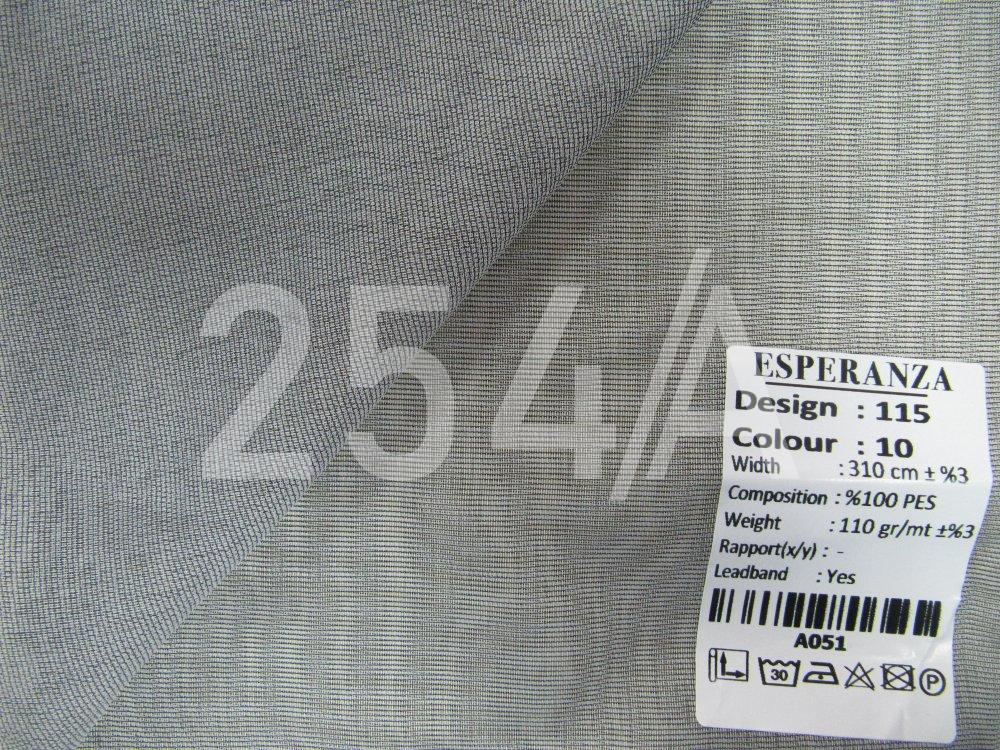 254/A
ESPERANZA
Design : 115
Colour : 10
Width : 310 cm ± %3
Composition : %100 PES
Weight : 110 gr/mt ±%3
Rapport(x/y) : -
Leadband : Yes
A051
30 P